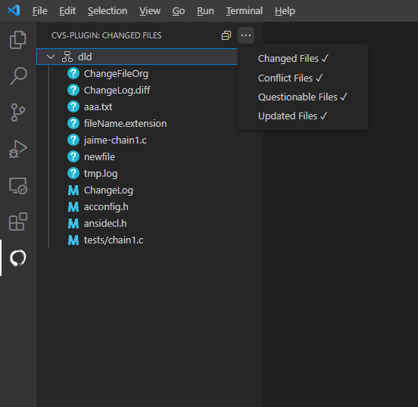 File Edit Selection View Go Run Terminal Help
CVS-PLUGIN: CHANGED FILES
dld
? ChangeFileOrg
? ChangeLog.diff
? aaa.txt
? fileName.extension
? jaime-chain1.c
? newfile
? tmp.log
M ChangeLog
M acconfig.h
M ansidecl.h
M tests/chain1.c
Changed Files ✓
Conflict Files ✓
Questionable Files ✓
Updated Files ✓